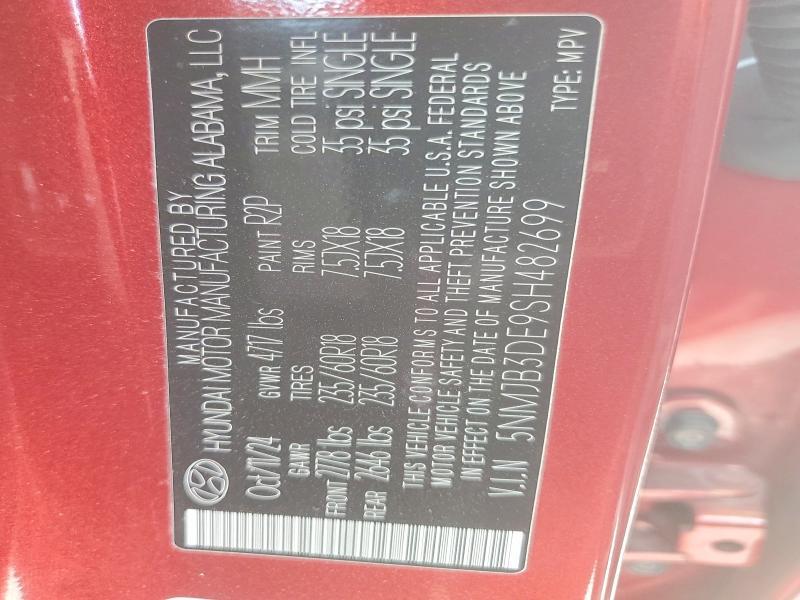 MANUFACTURED BY
HYUNDAI MOTOR MANUFACTURING ALABAMA, LLC
Oct/17/24 GVWR 4717 lbs PAINT R2P TRIM MMH
GAWR TIRES RIMS COLD TIRE INFL
FRONT 2778 lbs 235/60R18 7.5JX18 35 psi SINGLE
REAR 2646 lbs 235/60R18 7.5JX18 35 psi SINGLE
THIS VEHICLE CONFORMS TO ALL APPLICABLE U.S.A. FEDERAL
MOTOR VEHICLE SAFETY AND THEFT PREVENTION STANDARDS
IN EFFECT ON THE DATE OF MANUFACTURE SHOWN ABOVE
V.I.N 5NMJB3DE9SH482699
TYPE: MPV